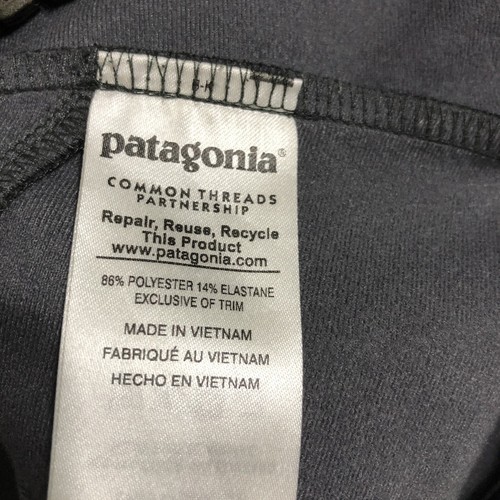 patagonia®
COMMON THREADS
PARTNERSHIP
Repair, Reuse, Recycle
This Product
www.patagonia.com
86% POLYESTER 14% ELASTANE
EXCLUSIVE OF TRIM
MADE IN VIETNAM
FABRIQUÉ AU VIETNAM
HECHO EN VIETNAM